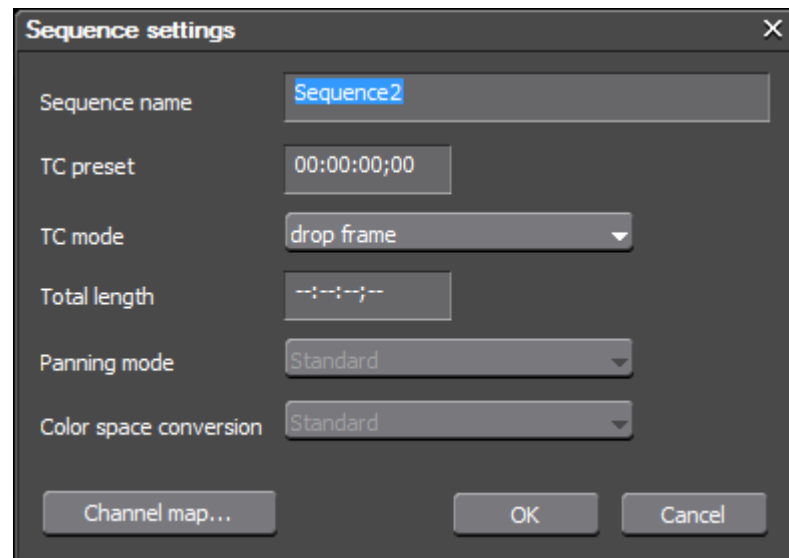 Sequence settings
Sequence name Sequence2
TC preset 00:00:00;00
TC mode drop frame
Total length --:--:--;--
Panning mode Standard
Color space conversion Standard
Channel map... OK Cancel